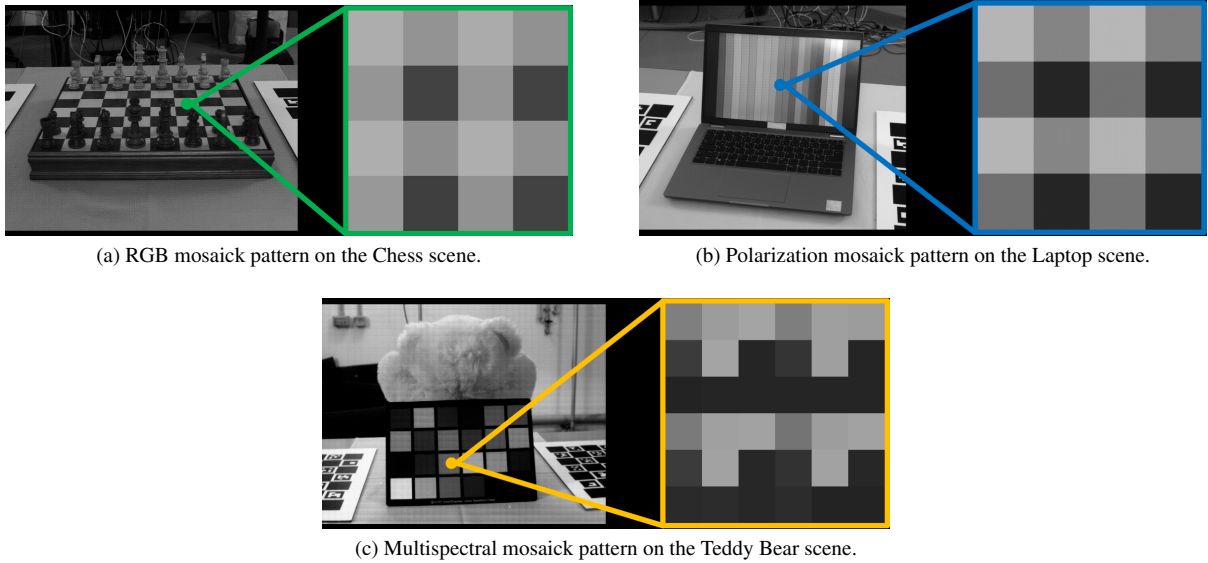 (a) RGB mosaick pattern on the Chess scene.
(b) Polarization mosaick pattern on the Laptop scene.
(c) Multispectral mosaick pattern on the Teddy Bear scene.